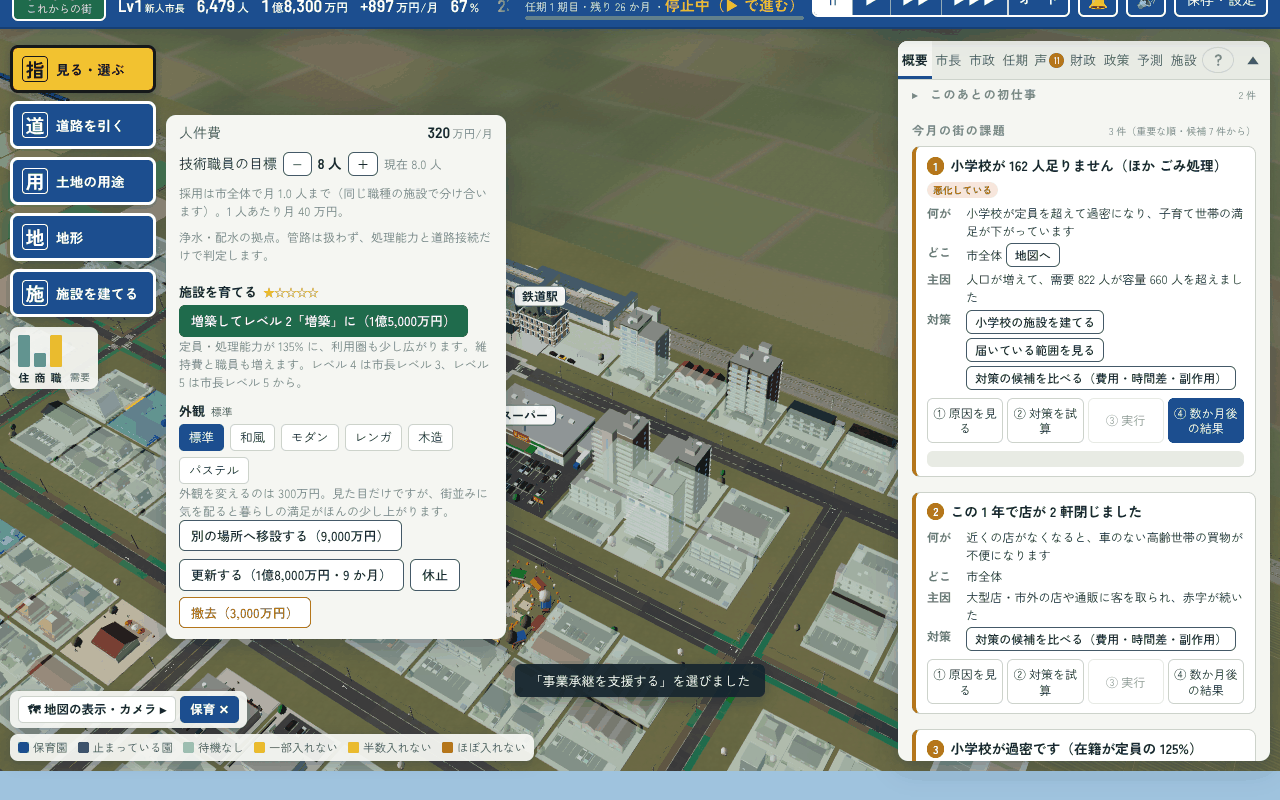 これからの街
Lv1 新人市長 6,479 人 1 億8,300 万円 +897 万円/月 67 %
任期 1 期目・残り 26 か月 ・停止中（▶ で進む）
保存・設定
指 見る・選ぶ
道 道路を引く
用 土地の用途
地 地形
施 施設を建てる
住 商 職 需要
人件費 320 万円/月
技術職員の目標 − 8 人 + 現在 8.0 人
採用は市全体で月 1.0 人まで（同じ職種の施設で分け合い
ます）。1 人あたり月 40 万円。
浄水・配水の拠点。管路は扱わず、処理能力と道路接続だ
けで判定します。
施設を育てる ★☆☆☆☆
増築してレベル 2「増築」に（1億5,000万円）
定員・処理能力が 135% に、利用圏も少し広がります。維
持費と職員も増えます。レベル 4 は市長レベル 3、レベル
5 は市長レベル 5 から。
外観 標準
標準 和風 モダン レンガ 木造
パステル
外観を変えるのは 300万円。見た目だけですが、街並みに
気を配ると暮らしの満足がほんの少し上がります。
別の場所へ移設する（9,000万円）
更新する（1億8,000万円・9 か月） 休止
撤去（3,000万円）
鉄道駅
スーパー
「事業承継を支援する」を選びました
🗺 地図の表示・カメラ ▸ 保育 ✕
保育園 止まっている園 待機なし 一部入れない 半数入れない ほぼ入れない
概要 市長 市政 任期 声 11 財政 政策 予測 施設 ? ▲
▸ このあとの初仕事 2 件
今月の街の課題 3 件（重要な順・候補 7 件から）
1 小学校が 162 人足りません（ほか ごみ処理）
悪化している
何が 小学校が定員を超えて過密になり、子育て世帯の満
足が下がっています
どこ 市全体 地図へ
主因 人口が増えて、需要 822 人が容量 660 人を超えまし
た
対策 小学校の施設を建てる
届いている範囲を見る
対策の候補を比べる（費用・時間差・副作用）
① 原因を見る ② 対策を試算 ③ 実行 ④ 数か月後の結果
2 この 1 年で店が 2 軒閉じました
何が 近くの店がなくなると、車のない高齢世帯の買物が
不便になります
どこ 市全体
主因 大型店・市外の店や通販に客を取られ、赤字が続い
た
対策 対策の候補を比べる（費用・時間差・副作用）
① 原因を見る ② 対策を試算 ③ 実行 ④ 数か月後の結果
3 小学校が過密です（在籍が定員の 125%）